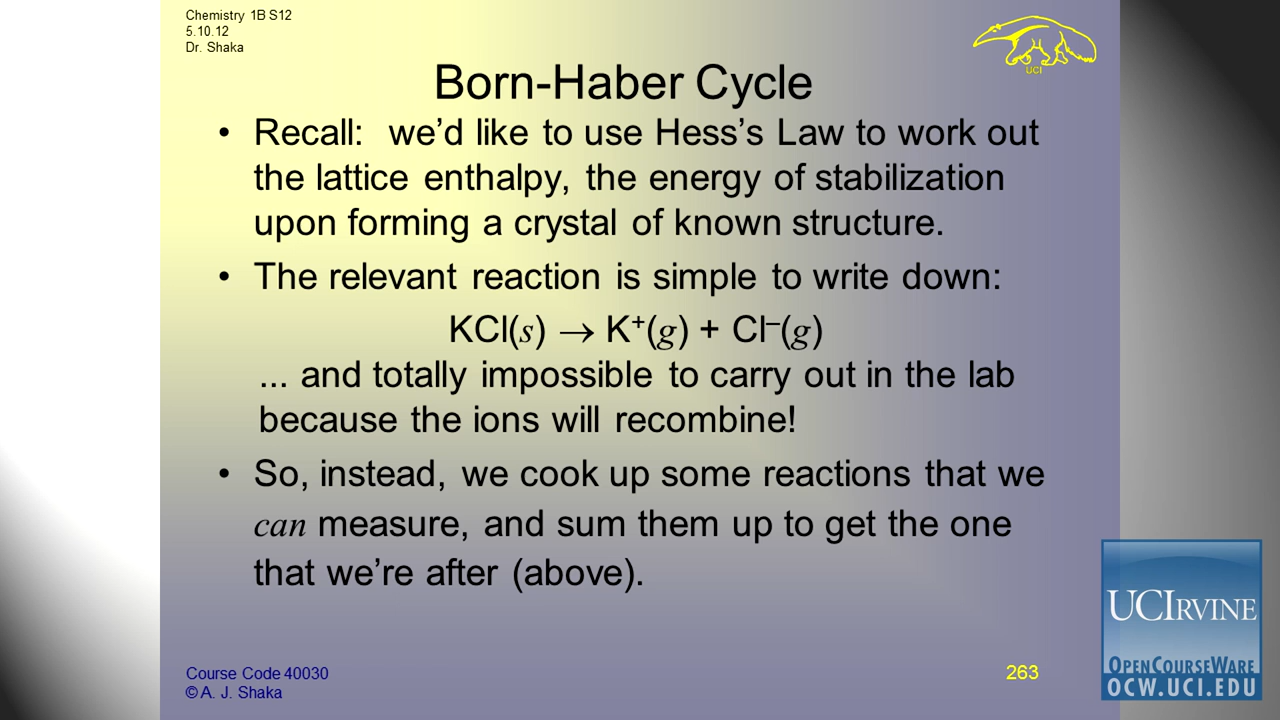 Chemistry 1B S12
5.10.12
Dr. Shaka
UCI
Born-Haber Cycle
• Recall:  we’d like to use Hess’s Law to work out
the lattice enthalpy, the energy of stabilization
upon forming a crystal of known structure.
• The relevant reaction is simple to write down:
KCl(s) → K⁺(g) + Cl⁻(g)
... and totally impossible to carry out in the lab
because the ions will recombine!
• So, instead, we cook up some reactions that we
can measure, and sum them up to get the one
that we’re after (above).
UCIRVINE
OPENCOURSEWARE
OCW.UCI.EDU
Course Code 40030
© A. J. Shaka
263